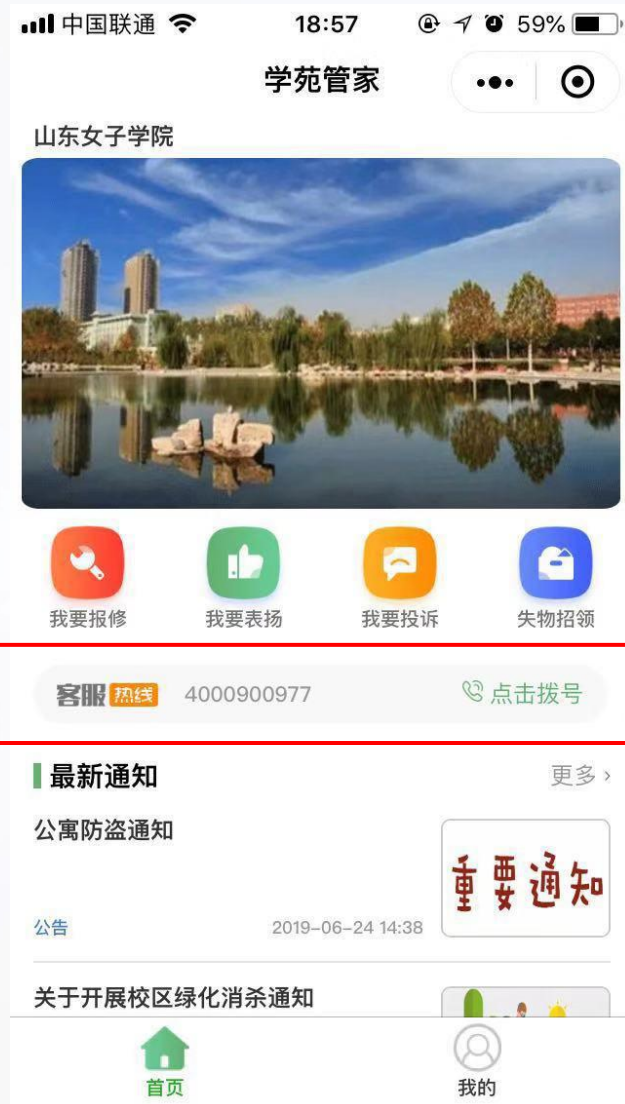 中国联通 18:57 59%
学苑管家
山东女子学院
我要报修 我要表扬 我要投诉 失物招领
客服 热线 4000900977 点击拨号
最新通知 更多 ›
公寓防盗通知
重要通知
公告 2019-06-24 14:38
关于开展校区绿化消杀通知
首页 我的